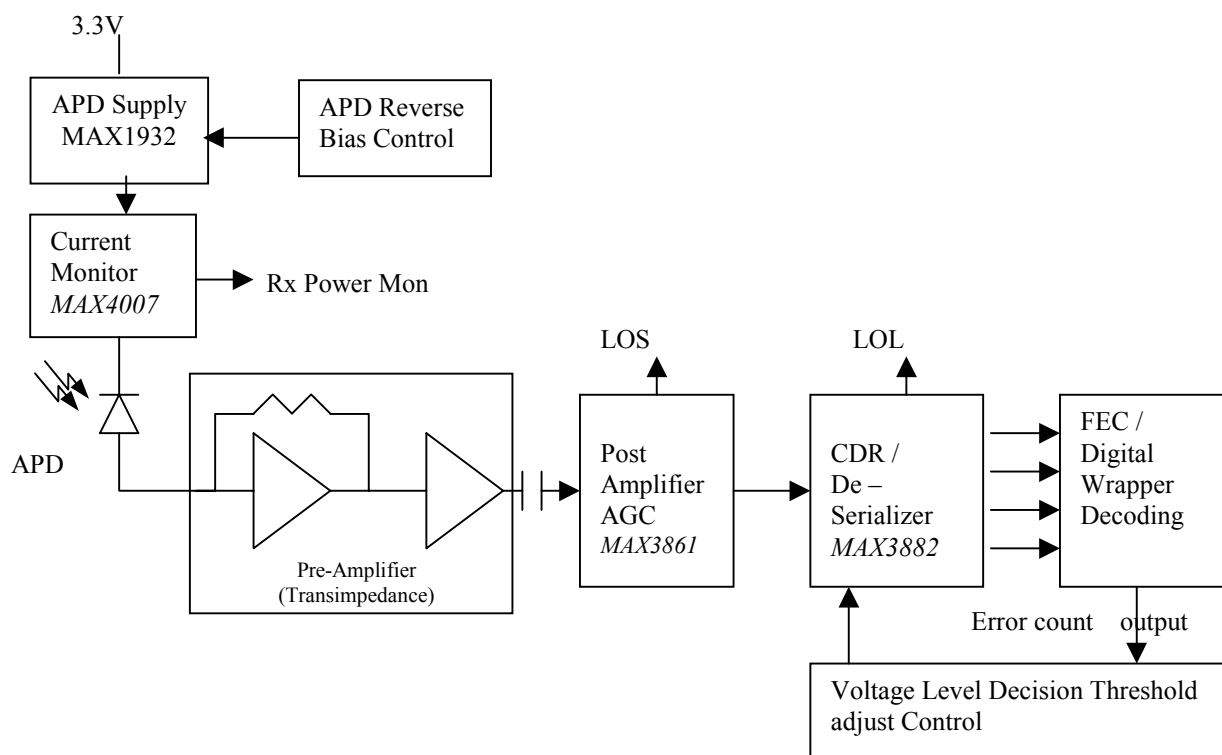 3.3V
APD Supply
MAX1932
APD Reverse
Bias Control
Current
Monitor
MAX4007
Rx Power Mon
APD
Pre-Amplifier
(Transimpedance)
LOS
Post
Amplifier
AGC
MAX3861
LOL
CDR /
De –
Serializer
MAX3882
FEC /
Digital
Wrapper
Decoding
Error count output
Voltage Level Decision Threshold
adjust Control